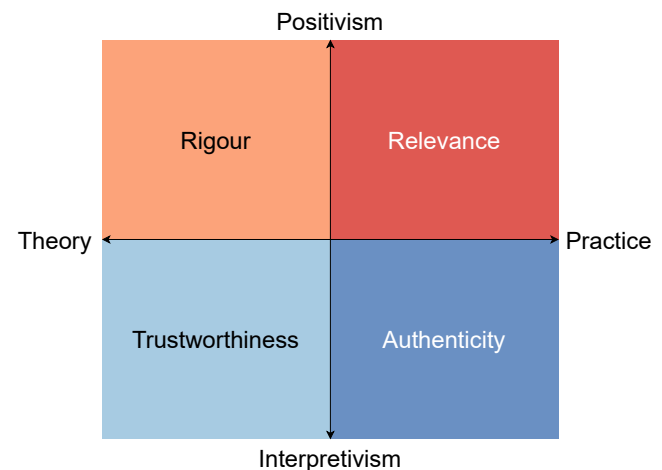 Positivism
Rigour
Relevance
Theory
Practice
Trustworthiness
Authenticity
Interpretivism